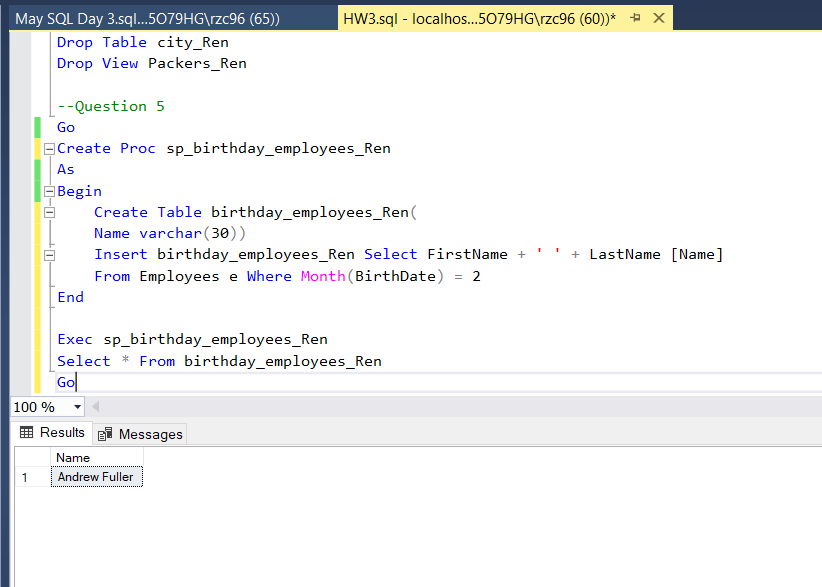 May SQL Day 3.sql...5O79HG\rzc96 (65)) HW3.sql - localhos...5O79HG\rzc96 (60))*
Drop Table city_Ren
Drop View Packers_Ren
--Question 5
Go
Create Proc sp_birthday_employees_Ren
As
Begin
Create Table birthday_employees_Ren(
Name varchar(30))
Insert birthday_employees_Ren Select FirstName + ' ' + LastName [Name]
From Employees e Where Month(BirthDate) = 2
End
Exec sp_birthday_employees_Ren
Select * From birthday_employees_Ren
Go
100 %
Results Messages
Name
1 Andrew Fuller